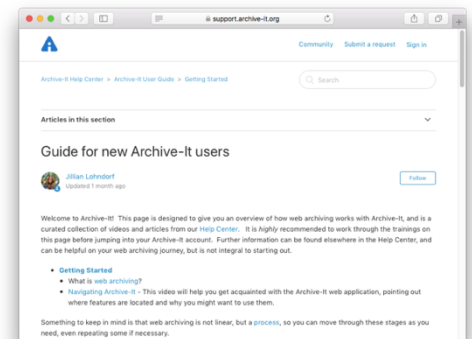 support.archive-it.org
Community Submit a request Sign in
Archive-It Help Center > Archive-It User Guide > Getting Started
Search
Articles in this section
Guide for new Archive-It users
Jillian Lohndorf
Updated 1 month ago
Follow
Welcome to Archive-It! This page is designed to give you an overview of how web archiving works with Archive-It, and is a
curated collection of videos and articles from our Help Center. It is highly recommended to work through the trainings on
this page before jumping into your Archive-It account. Further information can be found elsewhere in the Help Center, and
can be helpful on your web archiving journey, but is not integral to starting out.
• Getting Started
• What is web archiving?
• Navigating Archive-It – This video will help you get acquainted with the Archive-It web application, pointing out
where features are located and why you might want to use them.
Something to keep in mind is that web archiving is not linear, but a process, so you can move through these stages as you
need, even repeating some if necessary.